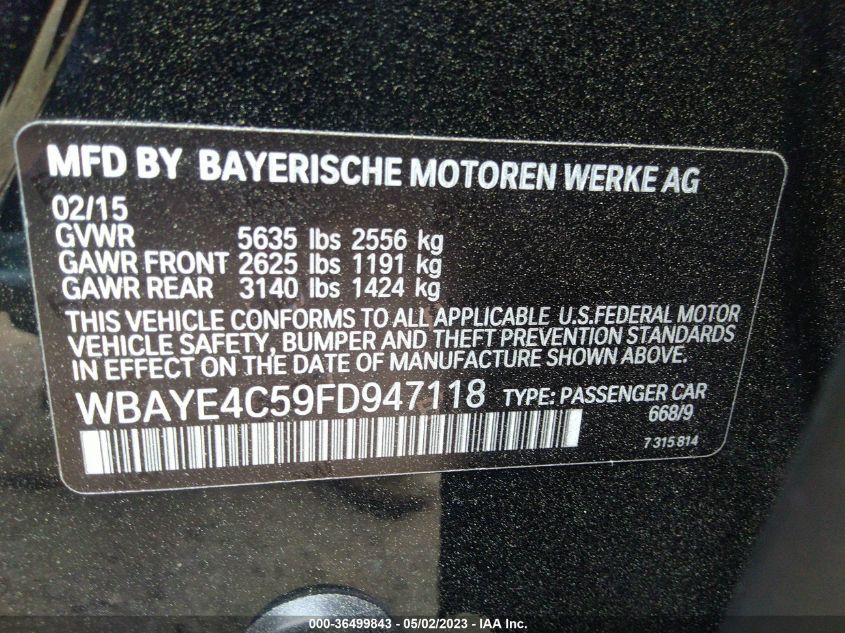 MFD BY BAYERISCHE MOTOREN WERKE AG
02/15
GVWR 5635 lbs 2556 kg
GAWR FRONT 2625 lbs 1191 kg
GAWR REAR 3140 lbs 1424 kg
THIS VEHICLE CONFORMS TO ALL APPLICABLE U.S.FEDERAL MOTOR
VEHICLE SAFETY, BUMPER AND THEFT PREVENTION STANDARDS
IN EFFECT ON THE DATE OF MANUFACTURE SHOWN ABOVE.
WBAYE4C59FD947118 TYPE: PASSENGER CAR
668/9
7 315 814
000-36499843 - 05/02/2023 - IAA Inc.